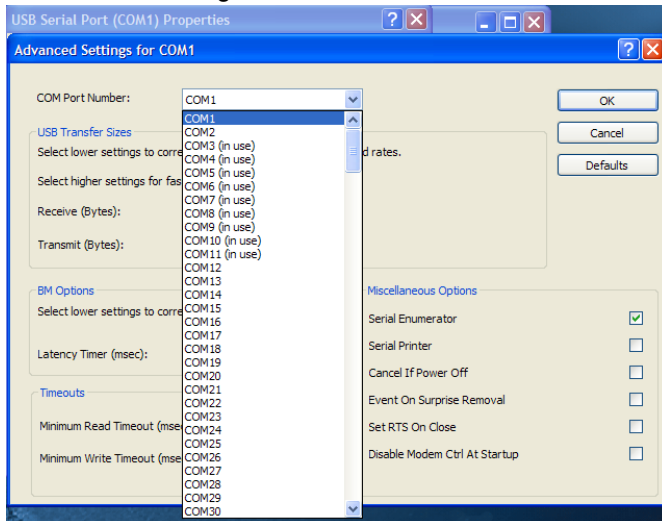 USB Serial Port (COM1) Properties
Advanced Settings for COM1
COM Port Number:
COM1
OK
Cancel
Defaults
COM1
COM2
COM3 (in use)
COM4 (in use)
COM5 (in use)
COM6 (in use)
COM7 (in use)
COM8 (in use)
COM9 (in use)
COM10 (in use)
COM11 (in use)
COM12
COM13
COM14
COM15
COM16
COM17
COM18
COM19
COM20
COM21
COM22
COM23
COM24
COM25
COM26
COM27
COM28
COM29
COM30
USB Transfer Sizes
Select lower settings to corre d rates.
Select higher settings for fas
Receive (Bytes):
Transmit (Bytes):
BM Options
Select lower settings to corre
Latency Timer (msec):
Timeouts
Minimum Read Timeout (mse
Minimum Write Timeout (mse
Miscellaneous Options
Serial Enumerator
Serial Printer
Cancel If Power Off
Event On Surprise Removal
Set RTS On Close
Disable Modem Ctrl At Startup